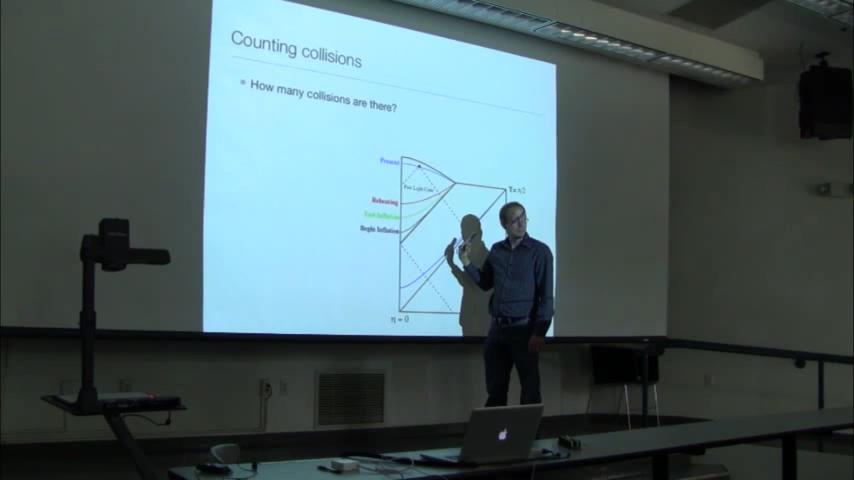 Counting collisions
How many collisions are there?
Present
Past Light Cone
T= π/2
Reheating
End Inflation
Begin Inflation
η = 0